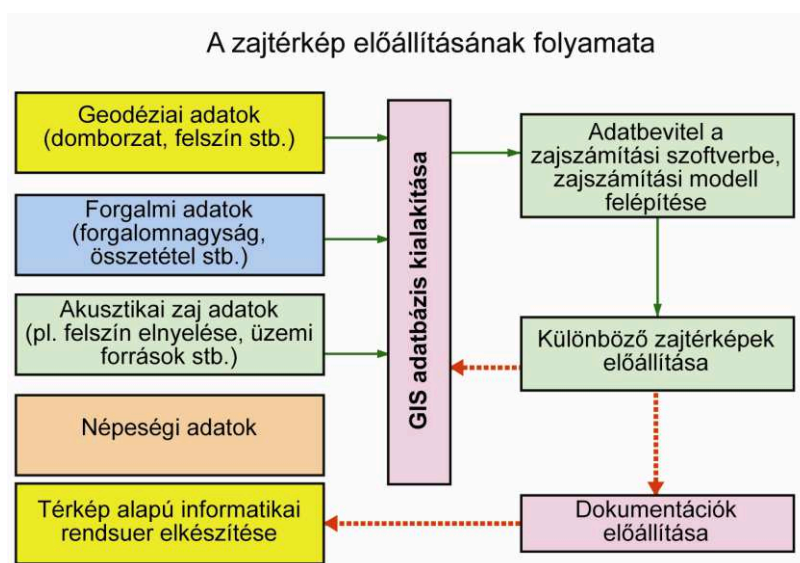 A zajtérkép előállításának folyamata
Geodéziai adatok
(domborzat, felszín stb.)
Forgalmi adatok
(forgalomnagyság,
összetétel stb.)
Akusztikai zaj adatok
(pl. felszín elnyelése, üzemi
források stb.)
Népeségi adatok
Térkép alapú informatikai
rendsuer elkészítése
GIS adatbázis kialakítása
Adatbevitel a
zajszámítási szoftverbe,
zajszámítási modell
felépítése
Különböző zajtérképek
előállítása
Dokumentációk
előállítása